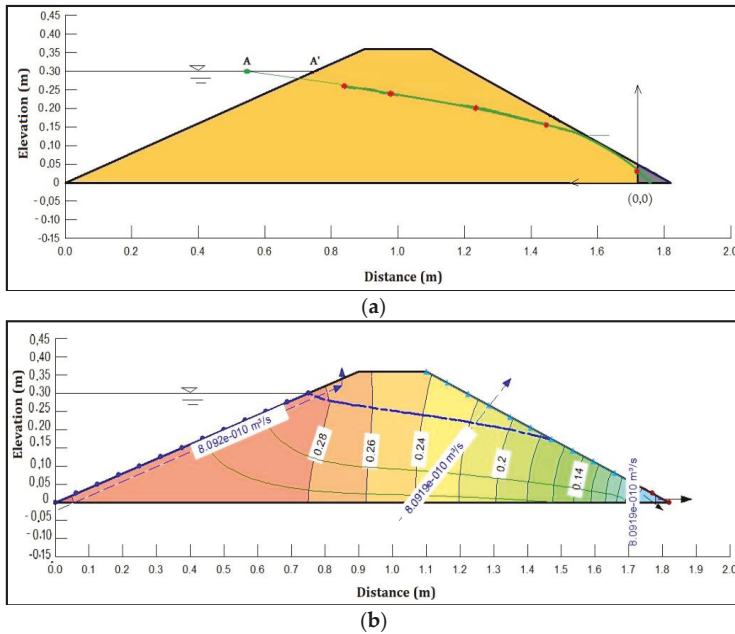 0,45
0,40
0,35
A
A'
0.30
0.25
0.20
0.15
0.10
0,05
0
- 0,05
-0.10
-0.15
Elevation (m)
(0,0)
0.0 0.2 0.4 0.6 0.8 1.0 1.2 1.4 1.6 1.8 2.0
Distance (m)
(a)
0,45
0,40
0,35
0.30
0.25
0.20
0.15
0.10
0,05
0
- 0,05
-0.10
-0.15
Elevation (m)
8.092e-010 m³/s
0.28
0.26
0.24
8.0919e-010 m³/s
0.2
0.14
8.0919e-010 m³/s
0.0 0.1 0.2 0.3 0.4 0.5 0.6 0.7 0.8 0.9 1.0 1.1 1.2 1.3 1.4 1.5 1.6 1.7 1.8 1.9 2.0
Distance (m)
(b)